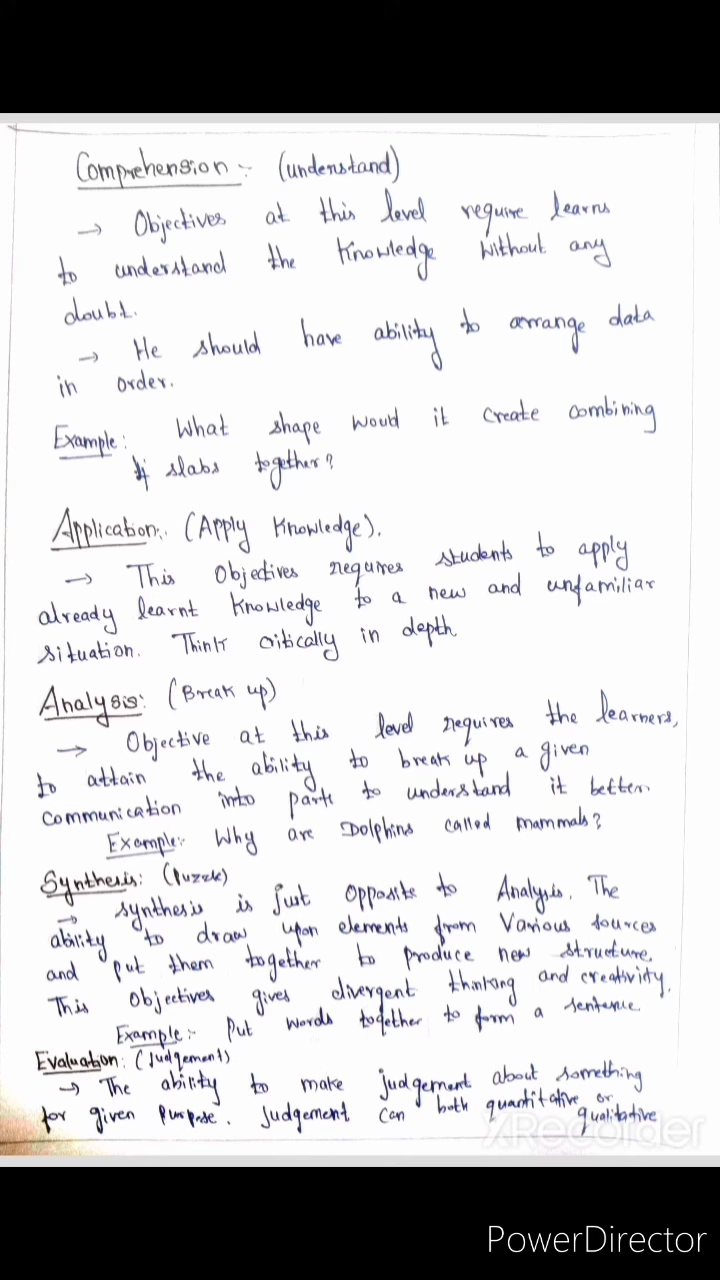 Comprehension :- (understand)
→ Objectives at this level require learns
to understand the knowledge without any
doubt.
→ He should have ability to arrange data
in order.
Example: What shape would it create combining
4 slabs together?
Application:. (Apply Knowledge).
→ This Objectives requires students to apply
already learnt knowledge to a new and unfamiliar
situation. Think critically in depth
Analysis: (Break up)
→ Objective at this level requires the learners,
to attain the ability to break up a given
communication into parts to understand it better.
Example:- Why are Dolphins called mammals?
Synthesis: (Puzzle)
→ synthesis is just opposite to Analysis. The
ability to draw upon elements from Various sources
and put them together to produce new structure.
This objectives gives divergent thinking and creativity.
Example:- Put words together to form a sentence.
Evaluation: (Judgement)
→ The ability to make judgement about something
for given purpose. Judgement can both quantitative or
qualitative
XRecorder
PowerDirector